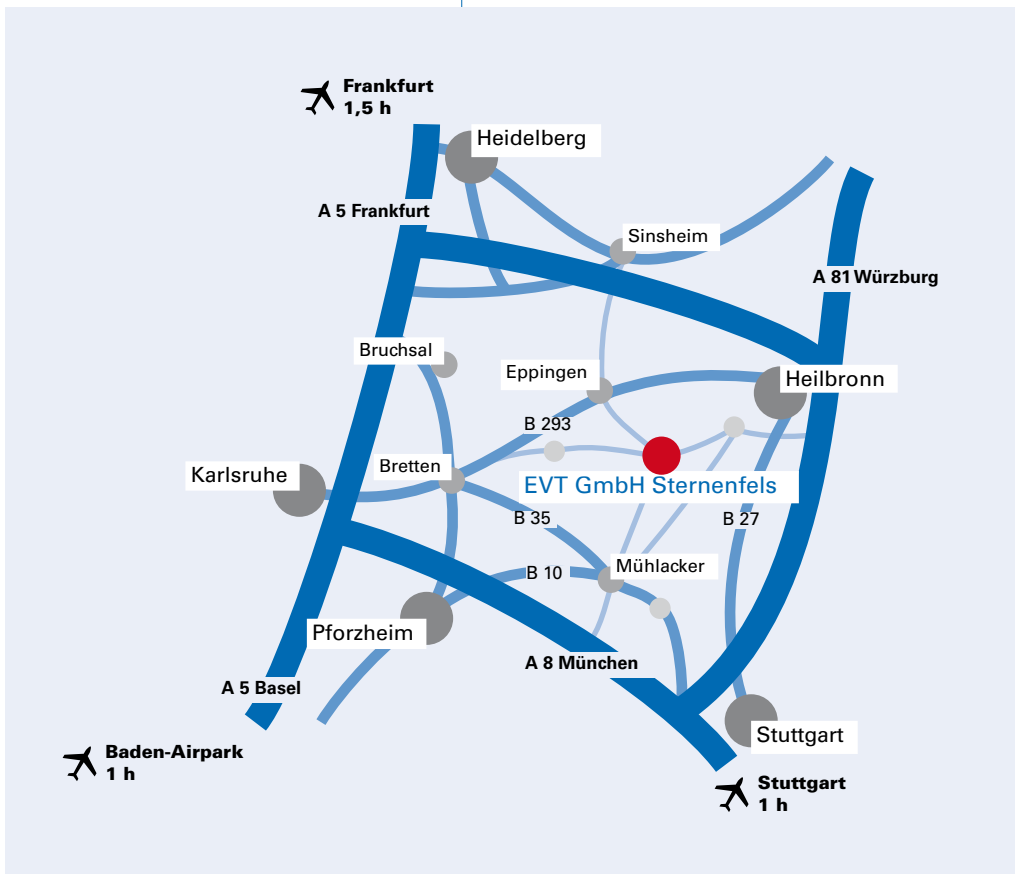 Frankfurt
1,5 h
Heidelberg
A 5 Frankfurt
Sinsheim
A 81 Würzburg
Bruchsal
Eppingen
Heilbronn
B 293
Karlsruhe
Bretten
EVT GmbH Sternenfels
B 35
B 27
Mühlacker
B 10
Pforzheim
A 8 München
A 5 Basel
Stuttgart
Baden-Airpark
1 h
Stuttgart
1 h